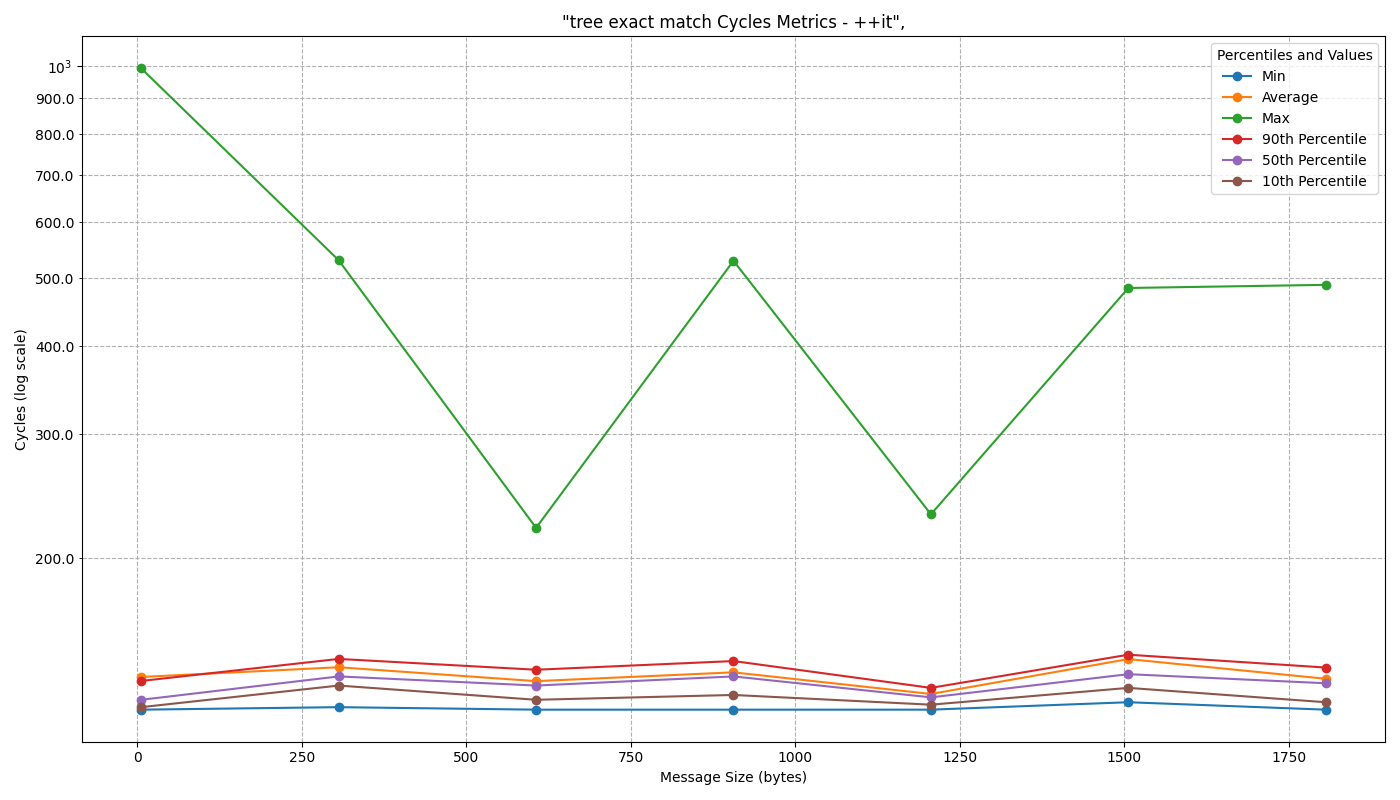 "tree exact match Cycles Metrics - ++it",
Percentiles and Values
Min
Average
Max
90th Percentile
50th Percentile
10th Percentile
10³
900.0
800.0
700.0
600.0
500.0
400.0
300.0
200.0
Cycles (log scale)
0 250 500 750 1000 1250 1500 1750
Message Size (bytes)